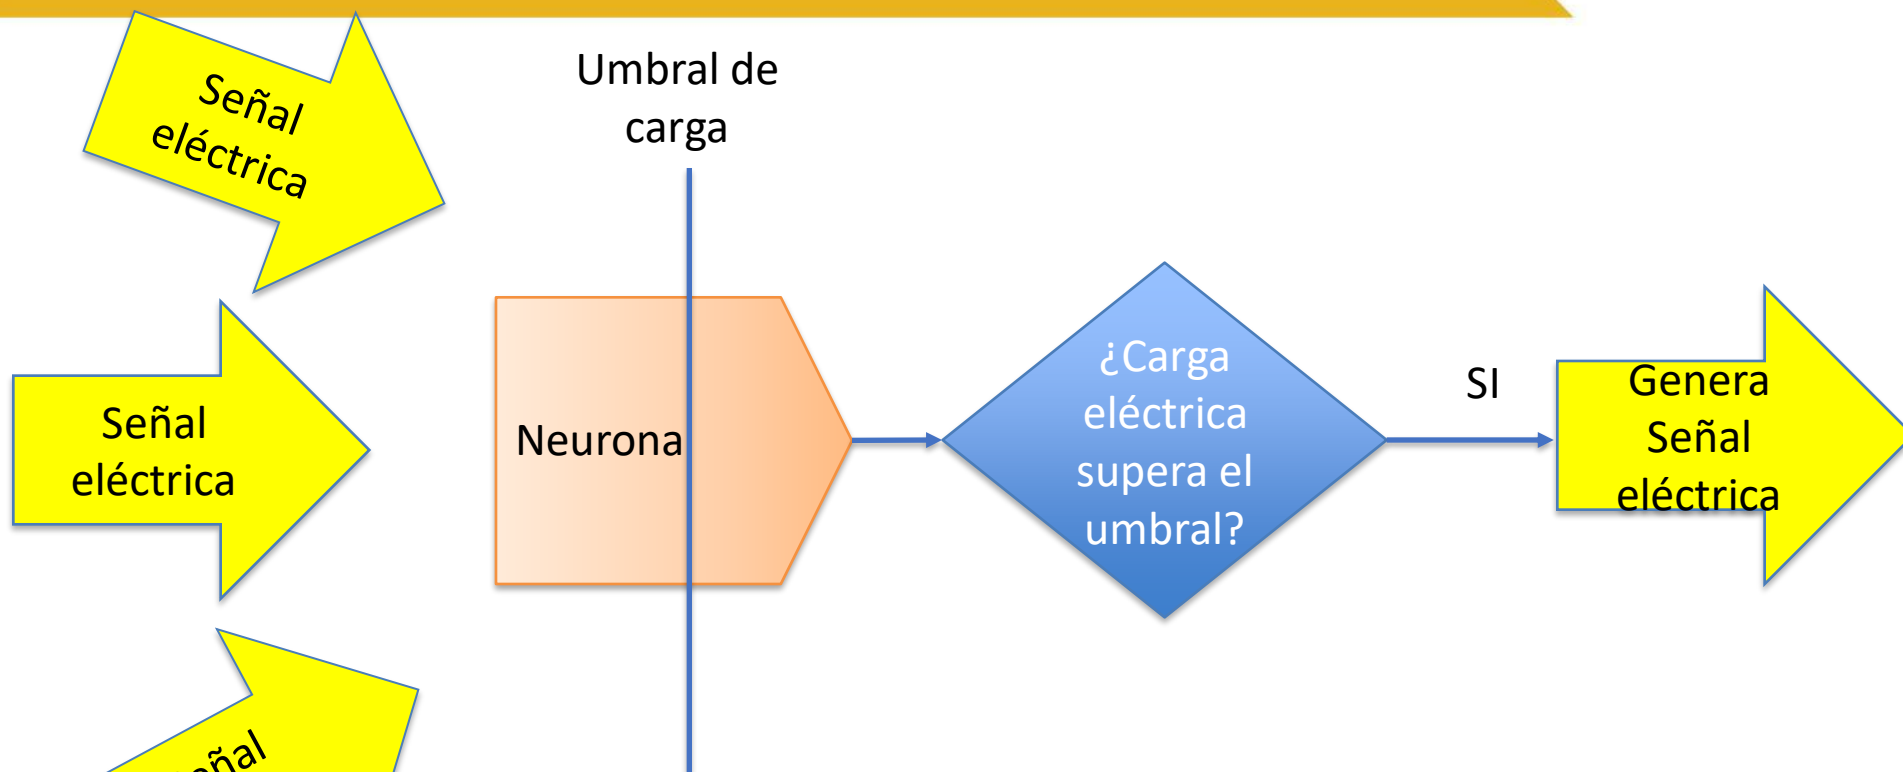 Señal
eléctrica
Umbral de
carga
Señal
eléctrica
Neurona
¿Carga
eléctrica
supera el
umbral?
SI
Genera
Señal
eléctrica